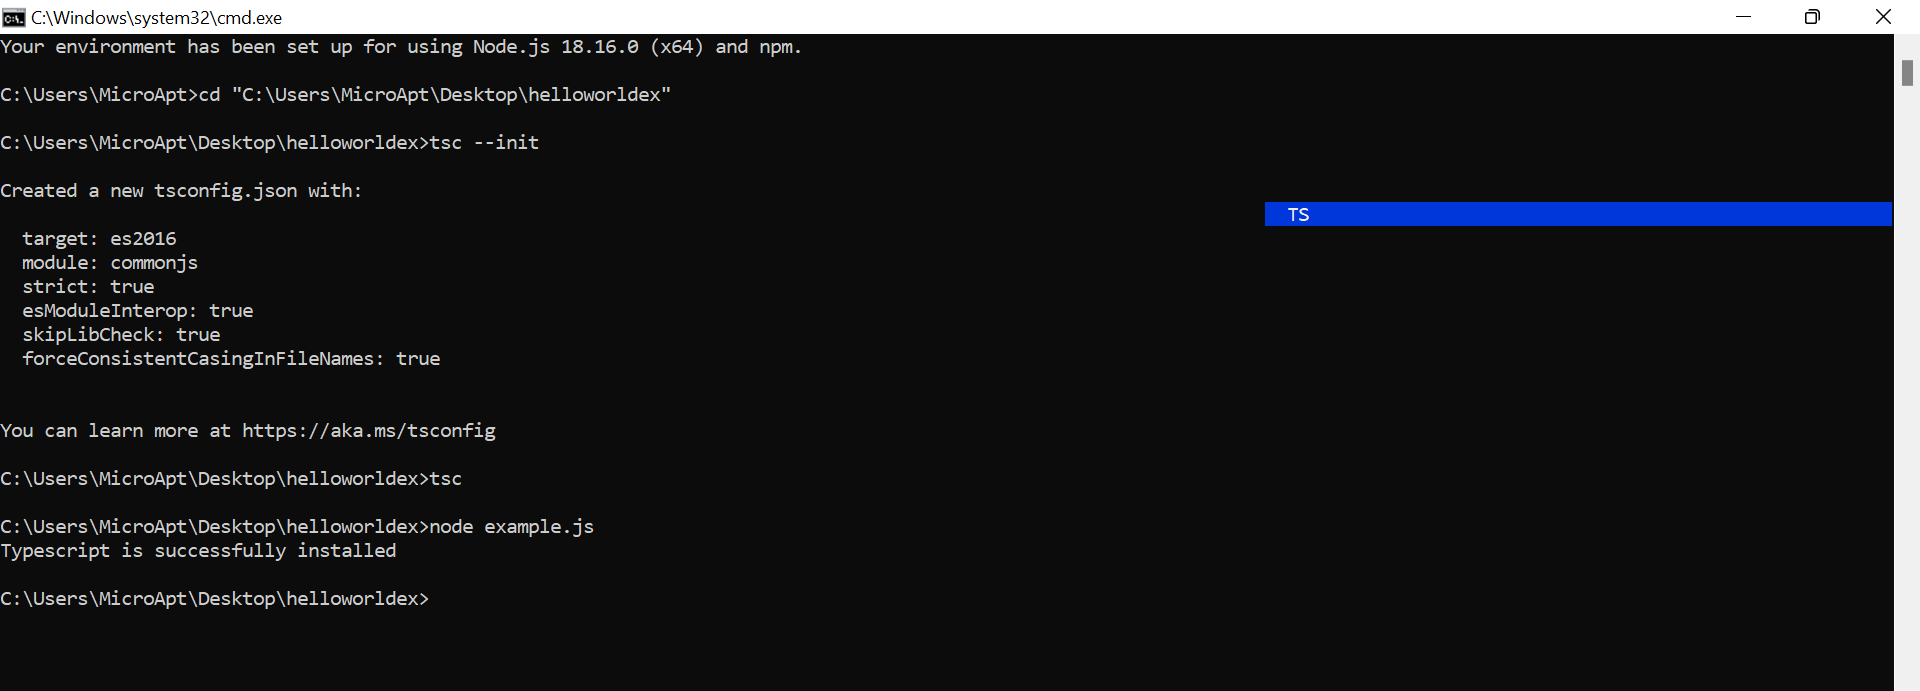 C:\Windows\system32\cmd.exe
Your environment has been set up for using Node.js 18.16.0 (x64) and npm.
C:\Users\MicroApt>cd "C:\Users\MicroApt\Desktop\helloworldex"
C:\Users\MicroApt\Desktop\helloworldex>tsc --init
Created a new tsconfig.json with:
TS
target: es2016
module: commonjs
strict: true
esModuleInterop: true
skipLibCheck: true
forceConsistentCasingInFileNames: true
You can learn more at https://aka.ms/tsconfig
C:\Users\MicroApt\Desktop\helloworldex>tsc
C:\Users\MicroApt\Desktop\helloworldex>node example.js
Typescript is successfully installed
C:\Users\MicroApt\Desktop\helloworldex>